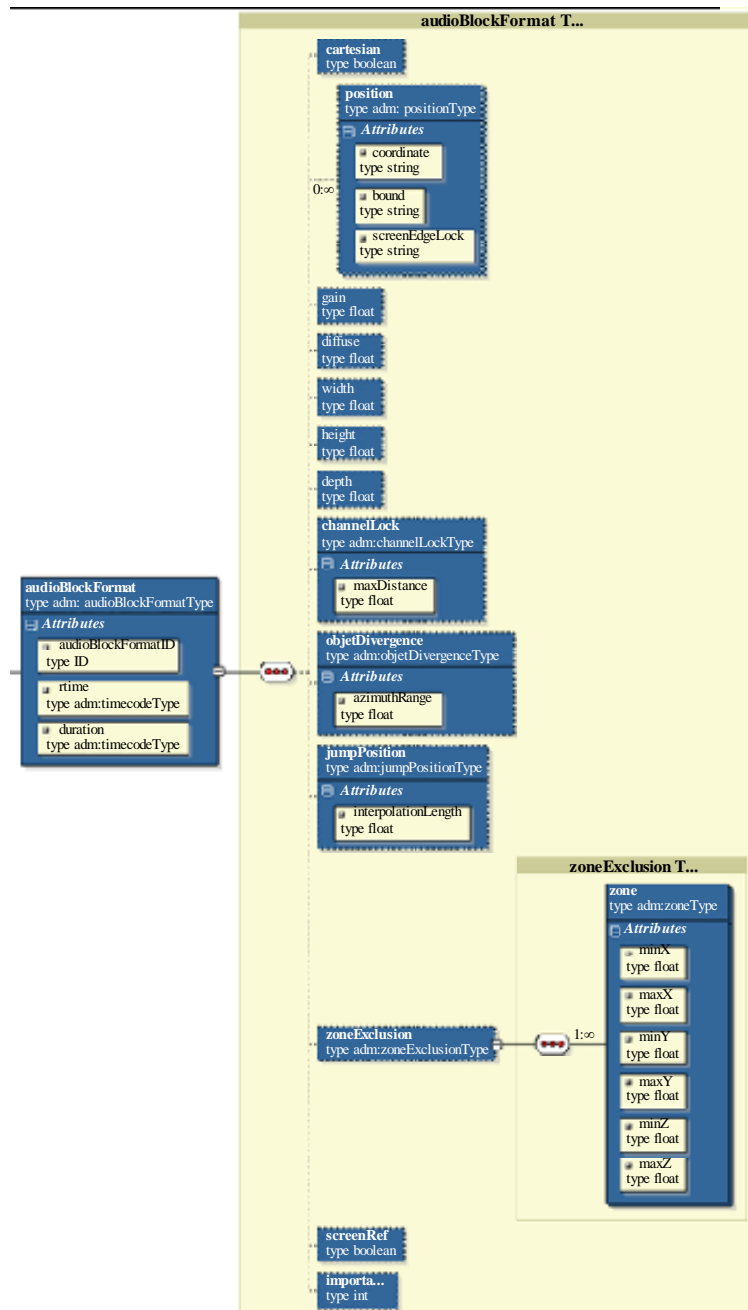 audioBlockFormat T...
cartesian
type boolean
position
type adm: positionType
Attributes
coordinate
type string
0:∞
bound
type string
screenEdgeLock
type string
gain
type float
diffuse
type float
width
type float
height
type float
depth
type float
channelLock
type adm:channelLockType
Attributes
maxDistance
type float
audioBlockFormat
type adm: audioBlockFormatType
Attributes
audioBlockFormatID
type ID
rtime
type adm:timecodeType
duration
type adm:timecodeType
objetDivergence
type adm:objetDivergenceType
Attributes
azimuthRange
type float
jumpPosition
type adm:jumpPositionType
Attributes
interpolationLength
type float
zoneExclusion T...
zone
type adm:zoneType
Attributes
minX
type float
maxX
type float
zoneExclusion
type adm:zoneExclusionType
1:∞
minY
type float
maxY
type float
minZ
type float
maxZ
type float
screenRef
type boolean
importa...
type int